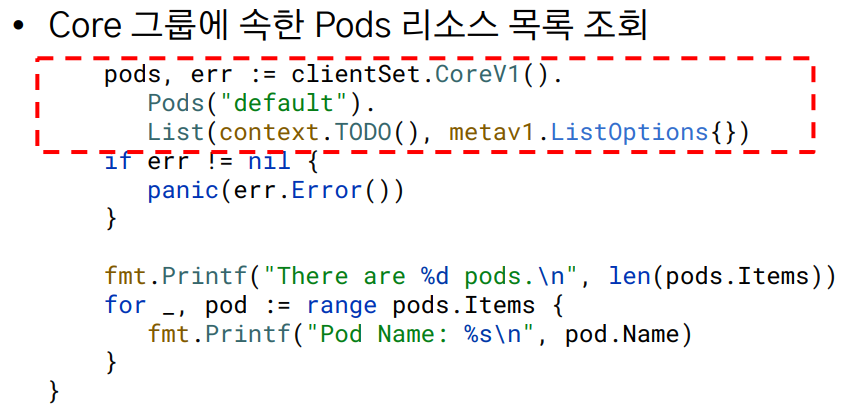 • Core 그룹에 속한 Pods 리소스 목록 조회
pods, err := clientSet.CoreV1().
Pods("default").
List(context.TODO(), metav1.ListOptions{})
if err != nil {
panic(err.Error())
}
fmt.Printf("There are %d pods.\n", len(pods.Items))
for _, pod := range pods.Items {
fmt.Printf("Pod Name: %s\n", pod.Name)
}
}